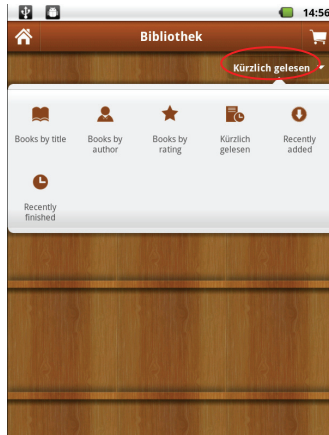 14:56
Bibliothek
Kürzlich gelesen
Books by title
Books by
author
Books by
rating
Kürzlich
gelesen
Recently
added
Recently
finished